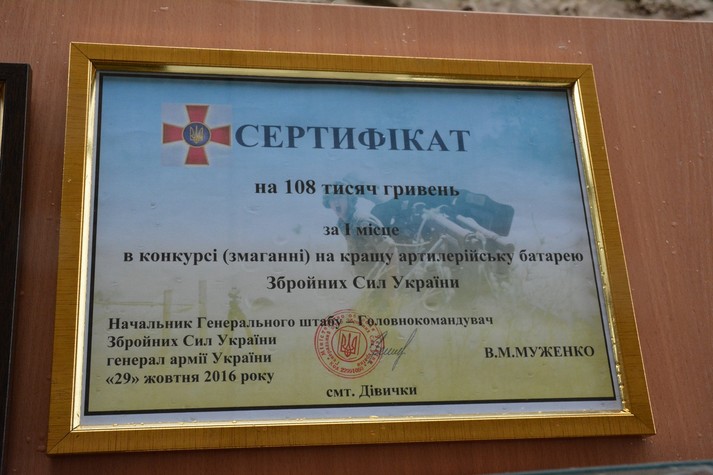 СЕРТИФІКАТ
на 108 тисяч гривень
за І місце
в конкурсі (змаганні) на кращу артилерійську батарею
Збройних Сил України
Начальник Генерального штабу – Головнокомандувач
Збройних Сил України
генерал армії України
«29» жовтня 2016 року
В.М.МУЖЕНКО
смт. Дівички